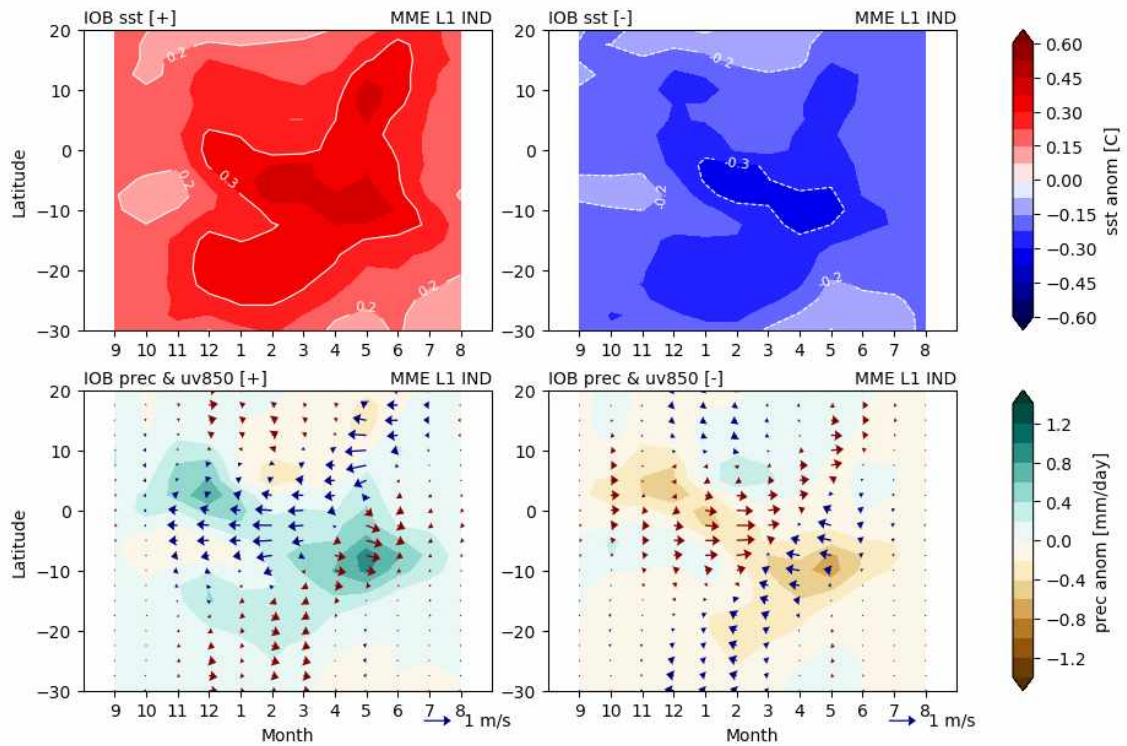 IOB sst [+] MME L1 IND
IOB sst [-] MME L1 IND
20
10
0
−10
−20
−30
Latitude
0.2
0.3
0.2
0.2
0.2
9 10 11 12 1 2 3 4 5 6 7 8
-0.2
-0.3
-0.2
-0.2
9 10 11 12 1 2 3 4 5 6 7 8
0.60
0.45
0.30
0.15
0.00
−0.15
−0.30
−0.45
−0.60
sst anom [C]
IOB prec & uv850 [+] MME L1 IND
IOB prec & uv850 [-] MME L1 IND
20
10
0
−10
−20
−30
Latitude
9 10 11 12 1 2 3 4 5 6 7 8
Month
1 m/s
20
10
0
−10
−20
−30
9 10 11 12 1 2 3 4 5 6 7 8
Month
1 m/s
1.2
0.8
0.4
0.0
−0.4
−0.8
−1.2
prec anom [mm/day]